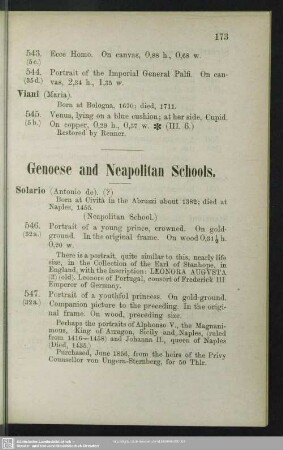 173
543. Ecce Homo. On canvas, 0,88 h., 0,68 w.
(5c.)
544. Portrait of the Imperial General Palfi. On can-
(35d.) vas, 2,34 h., 1,35 w.
Viani (Maria).
Born at Bologna, 1670; died, 1711.
545. Venus, lying on a blue cushion; at her side, Cupid.
(5b.) On copper, 0,29 h., 0,37 w. ✻ (III. 6.)
Restored by Renner.
Genoese and Neapolitan Schools.
Solario (Antonio de). (?)
Born at Civita in the Abruzzi about 1382; died at
Naples, 1455.
(Neapolitan School.)
546. Portrait of a young prince, crowned. On gold-
(32a.) ground. In the original frame. On wood 0,31½ h.
0,20 w.
There is a portrait, quite similar to this, nearly life
size, in the Collection of the Earl of Stanhope, in
England, with the inscription: LEONORA AUGVSTA
(old). Leonore of Portugal, consort of Frederick III
Emperor of Germany.
547. Portrait of a youthful princess. On gold-ground.
(32a.) Companion picture to the preceding. In the origi-
nal frame. On wood, preceding size.
Perhaps the portraits of Alphonso V., the Magnani-
mous, King of Arragon, Sicily and Naples, (ruled
from 1416—1458) and Johanna II., queen of Naples
(Died, 1435.)
Purchased, June 1856, from the heirs of the Privy
Counsellor von Ungern-Sternberg, for 50 Thlr.